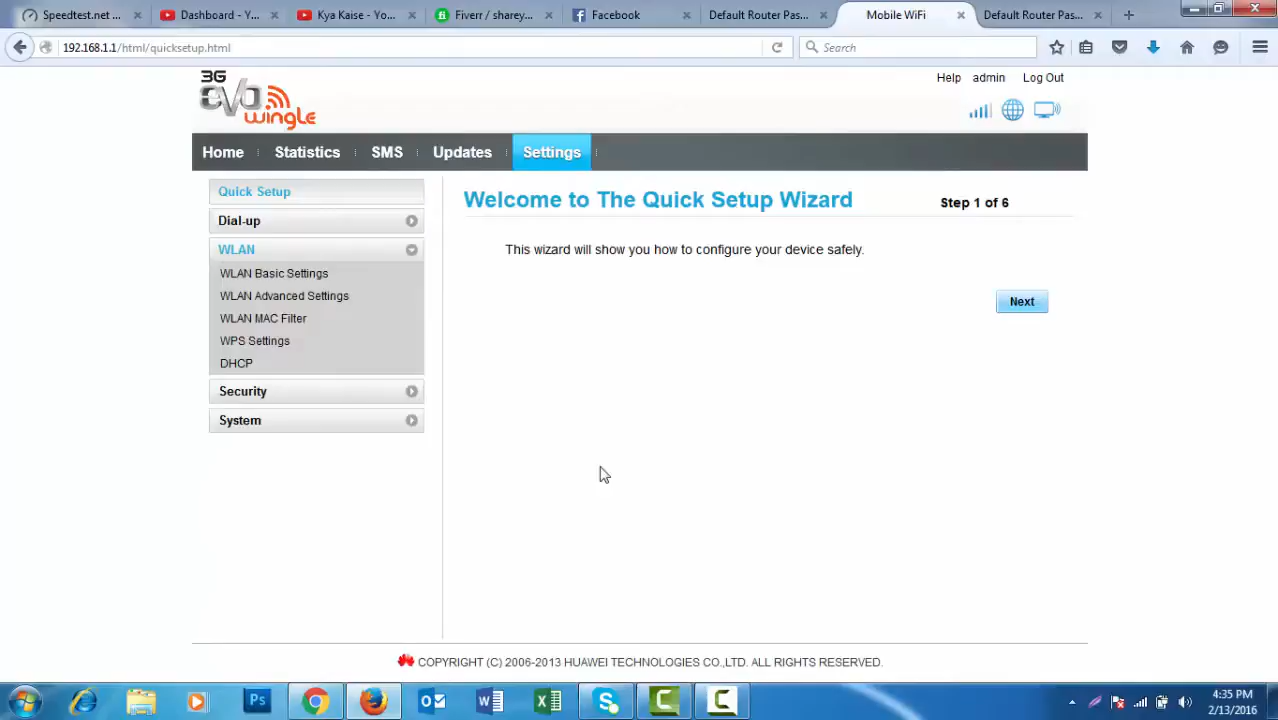 Speedtest.net ...
Dashboard - Yo...
Kya Kaise - Yo...
Fiverr / sharey...
Facebook
Default Router Pas...
Mobile WiFi
Default Router Pas...
192.168.1.1/html/quicksetup.html
Search
3G
evo
wingle
Help admin Log Out
Home Statistics SMS Updates Settings
Quick Setup
Dial-up
WLAN
WLAN Basic Settings
WLAN Advanced Settings
WLAN MAC Filter
WPS Settings
DHCP
Security
System
Welcome to The Quick Setup Wizard
Step 1 of 6
This wizard will show you how to configure your device safely.
Next
COPYRIGHT (C) 2006-2013 HUAWEI TECHNOLOGIES CO.,LTD. ALL RIGHTS RESERVED.
Ps
4:35 PM
2/13/2016